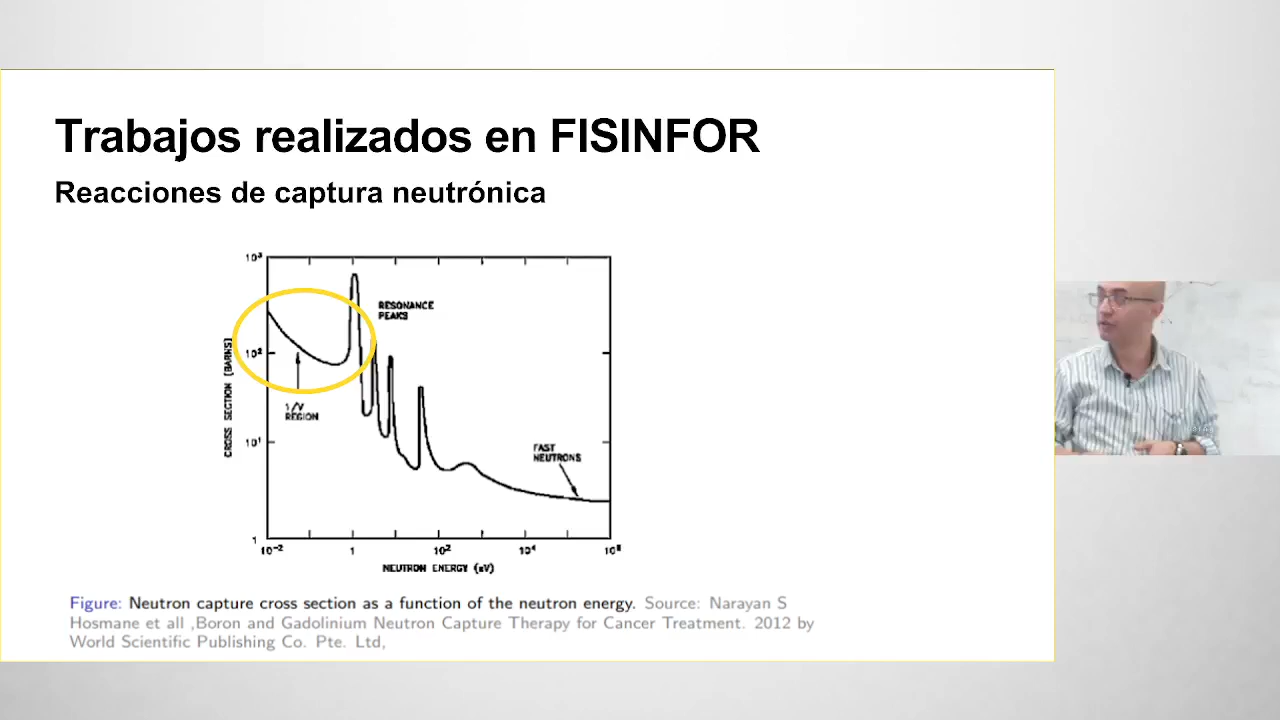 Trabajos realizados en FISINFOR
Reacciones de captura neutrónica
10³
RESONANCE
PEAKS
10²
CROSS SECTION [BARNS]
1/V
REGION
10¹
FAST
NEUTRONS
1
10⁻² 1 10² 10⁴
NEUTRON ENERGY (eV)
Figure: Neutron capture cross section as a function of the neutron energy. Source: Narayan S
Hosmane et all ,Boron and Gadolinium Neutron Capture Therapy for Cancer Treatment. 2012 by
World Scientific Publishing Co. Pte. Ltd,